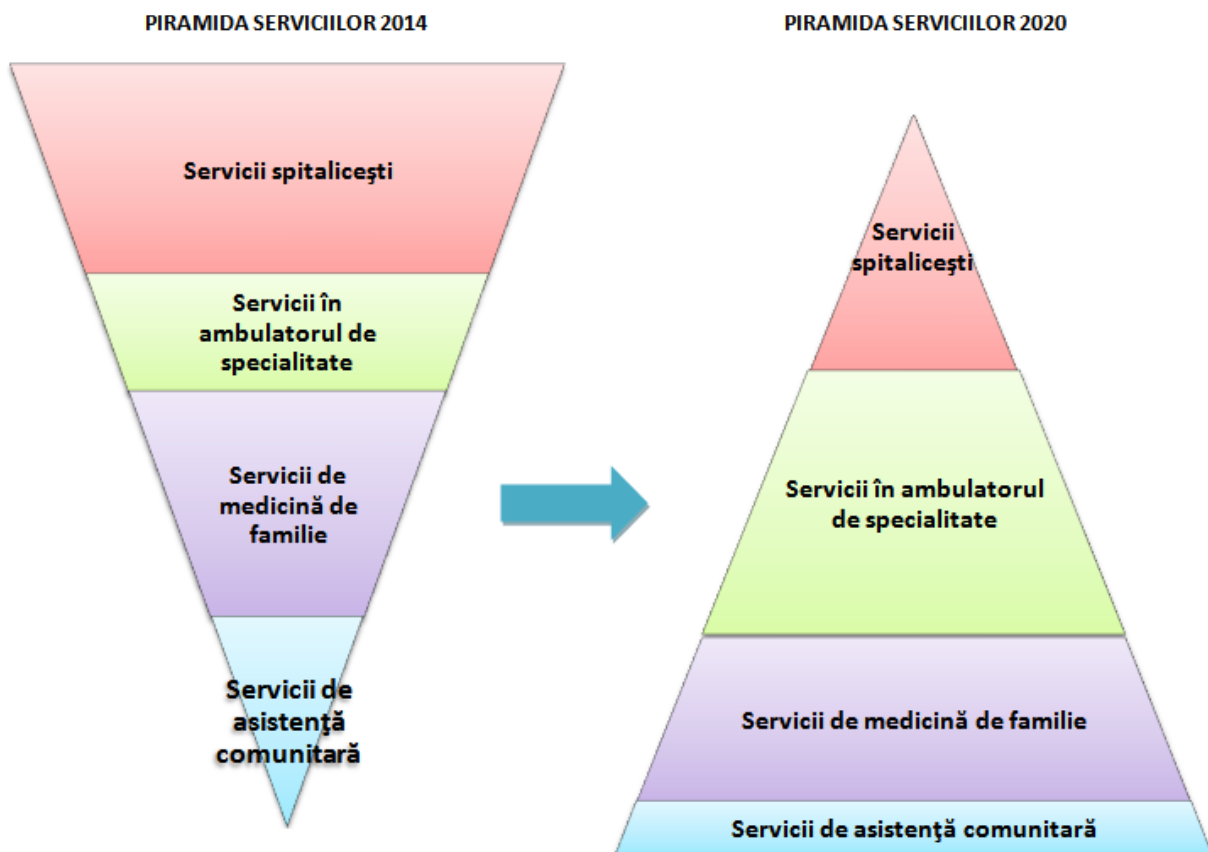 PIRAMIDA SERVICIILOR 2014
Servicii spitaliceşti
Servicii în
ambulatorul de
specialitate
Servicii de
medicină de
familie
Servicii de
asistenţă
comunitară
PIRAMIDA SERVICIILOR 2020
Servicii
spitaliceşti
Servicii în ambulatorul
de specialitate
Servicii de medicină de familie
Servicii de asistenţă comunitară